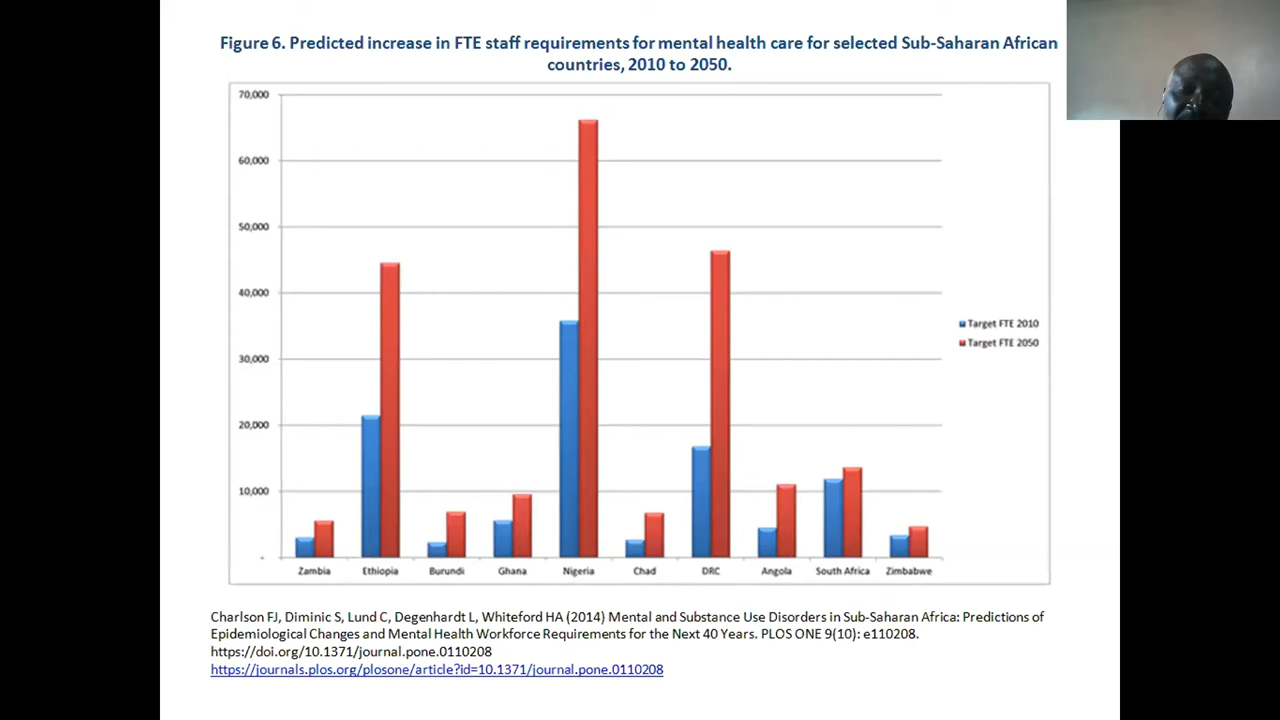 Figure 6. Predicted increase in FTE staff requirements for mental health care for selected Sub-Saharan African
countries, 2010 to 2050.
70,000
60,000
50,000
40,000
30,000
20,000
10,000
-
Target FTE 2010
Target FTE 2050
Zambia Ethiopia Burundi Ghana Nigeria Chad DRC Angola South Africa Zimbabwe
Charlson FJ, Diminic S, Lund C, Degenhardt L, Whiteford HA (2014) Mental and Substance Use Disorders in Sub-Saharan Africa: Predictions of
Epidemiological Changes and Mental Health Workforce Requirements for the Next 40 Years. PLOS ONE 9(10): e110208.
https://doi.org/10.1371/journal.pone.0110208
https://journals.plos.org/plosone/article?id=10.1371/journal.pone.0110208